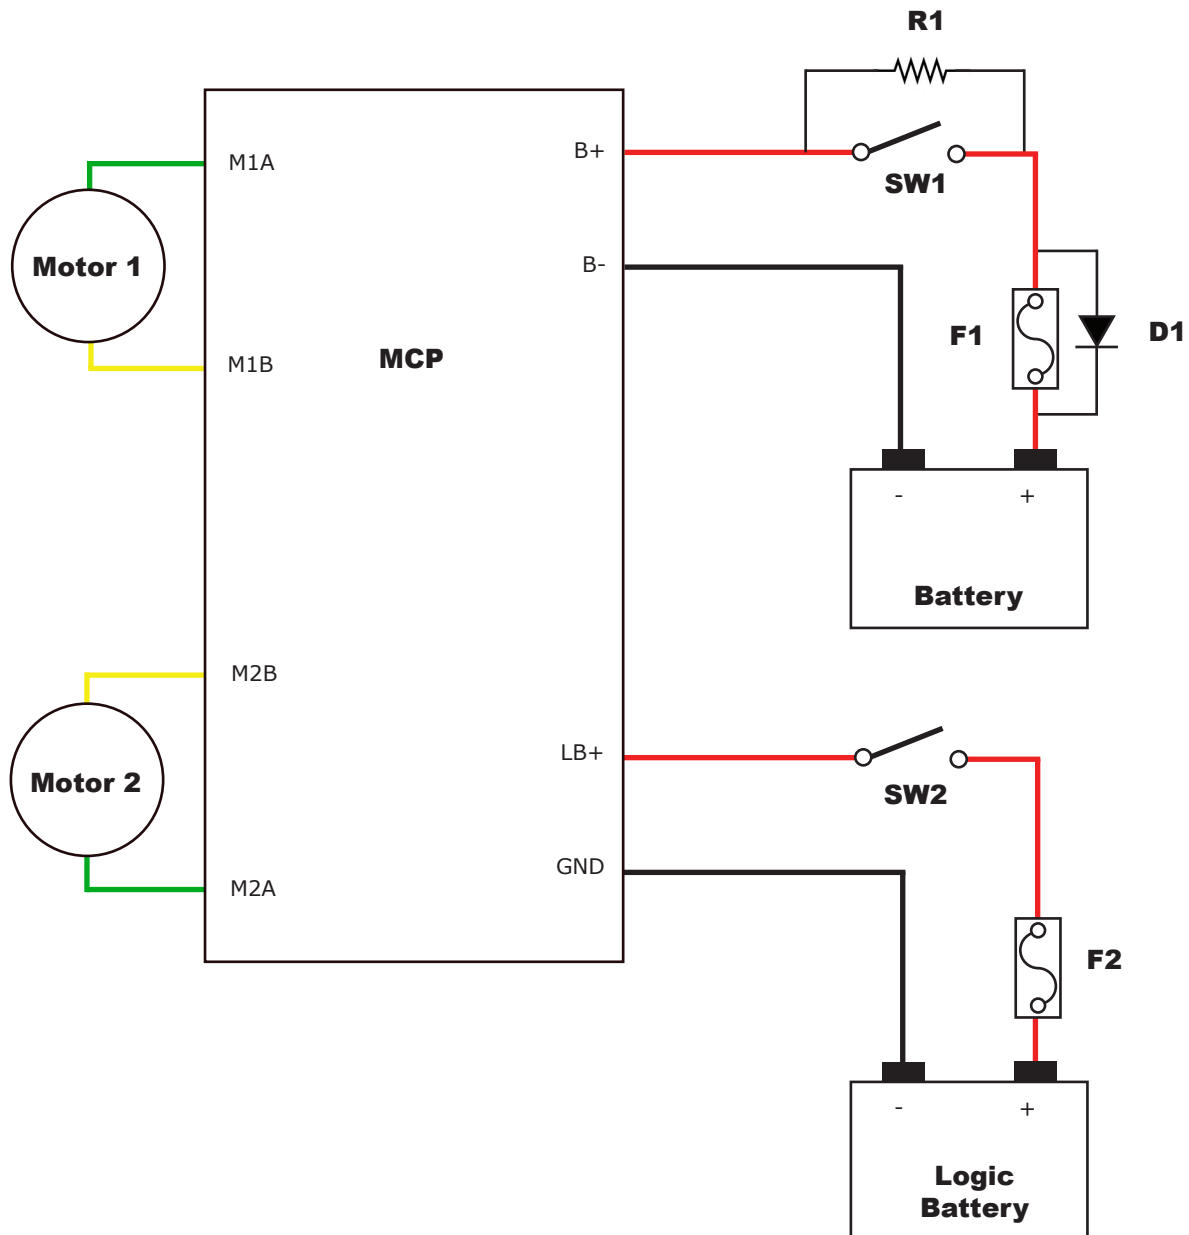 R1
M1A
B+
SW1
Motor 1
B-
MCP
F1
D1
M1B
-
+
Battery
M2B
LB+
SW2
Motor 2
GND
M2A
F2
-
+
Logic
Battery